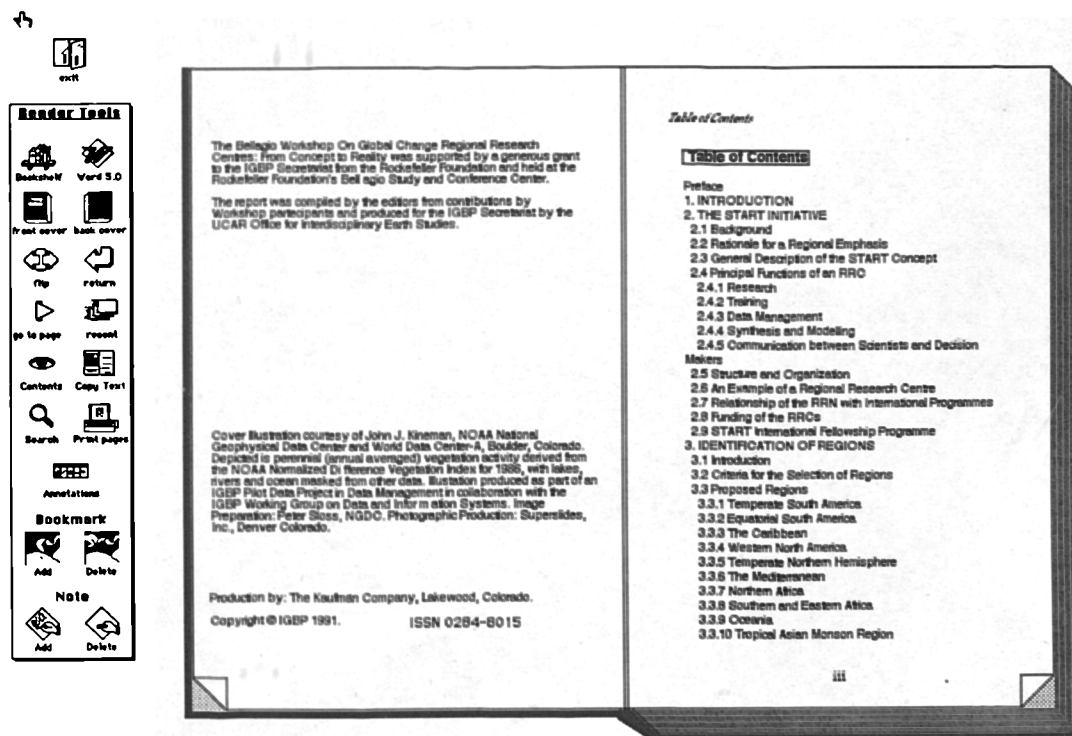 exit
Reader Tools
Bookshelf Word 5.0
front cover back cover
flip return
go to page recent
Contents Copy Text
Search Print pages
Annotations
Bookmark
Add Delete
Note
Add Delete
The Bellagio Workshop On Global Change Regional Research
Centres: From Concept to Reality was supported by a generous grant
to the IGBP Secretariat from the Rockefeller Foundation and held at the
Rockefeller Foundation's Bell agio Study and Conference Center.
The report was compiled by the editors from contributions by
Workshop participants and produced for the IGBP Secretariat by the
UCAR Office for Interdisciplinary Earth Studies.
Cover Illustration courtesy of John J. Kineman, NOAA National
Geophysical Data Center and World Data Center-A, Boulder, Colorado.
Depicted is perennial (annual averaged) vegetation activity derived from
the NOAA Normalized Di fference Vegetation Index for 1986, with lakes,
rivers and ocean masked from other data. Illustation produced as part of an
IGBP Pilot Data Project in Data Management in collaboration with the
IGBP Working Group on Data and Inform ation Systems. Image
Preparation: Peter Sloss, NGDC. Photographic Production: Superslides,
Inc., Denver Colorado.
Production by: The Kaufman Company, Lakewood, Colorado.
Copyright © IGBP 1991. ISSN 0284-8015
Table of Contents
Table of Contents
Preface
1. INTRODUCTION
2. THE START INITIATIVE
2.1 Background
2.2 Rationale for a Regional Emphasis
2.3 General Description of the START Concept
2.4 Principal Functions of an RRC
2.4.1 Research
2.4.2 Training
2.4.3 Data Management
2.4.4 Synthesis and Modelling
2.4.5 Communication between Scientists and Decision
Makers
2.5 Structure and Organization
2.6 An Example of a Regional Research Centre
2.7 Relationship of the RRN with International Programmes
2.8 Funding of the RRCs
2.9 START International Fellowship Programme
3. IDENTIFICATION OF REGIONS
3.1 Introduction
3.2 Criteria for the Selection of Regions
3.3 Proposed Regions
3.3.1 Temperate South America
3.3.2 Equatorial South America
3.3.3 The Caribbean
3.3.4 Western North America
3.3.5 Temperate Northern Hemisphere
3.3.6 The Mediterranean
3.3.7 Northern Africa
3.3.8 Southern and Eastern Africa
3.3.9 Oceania
3.3.10 Tropical Asian Monson Region
iii